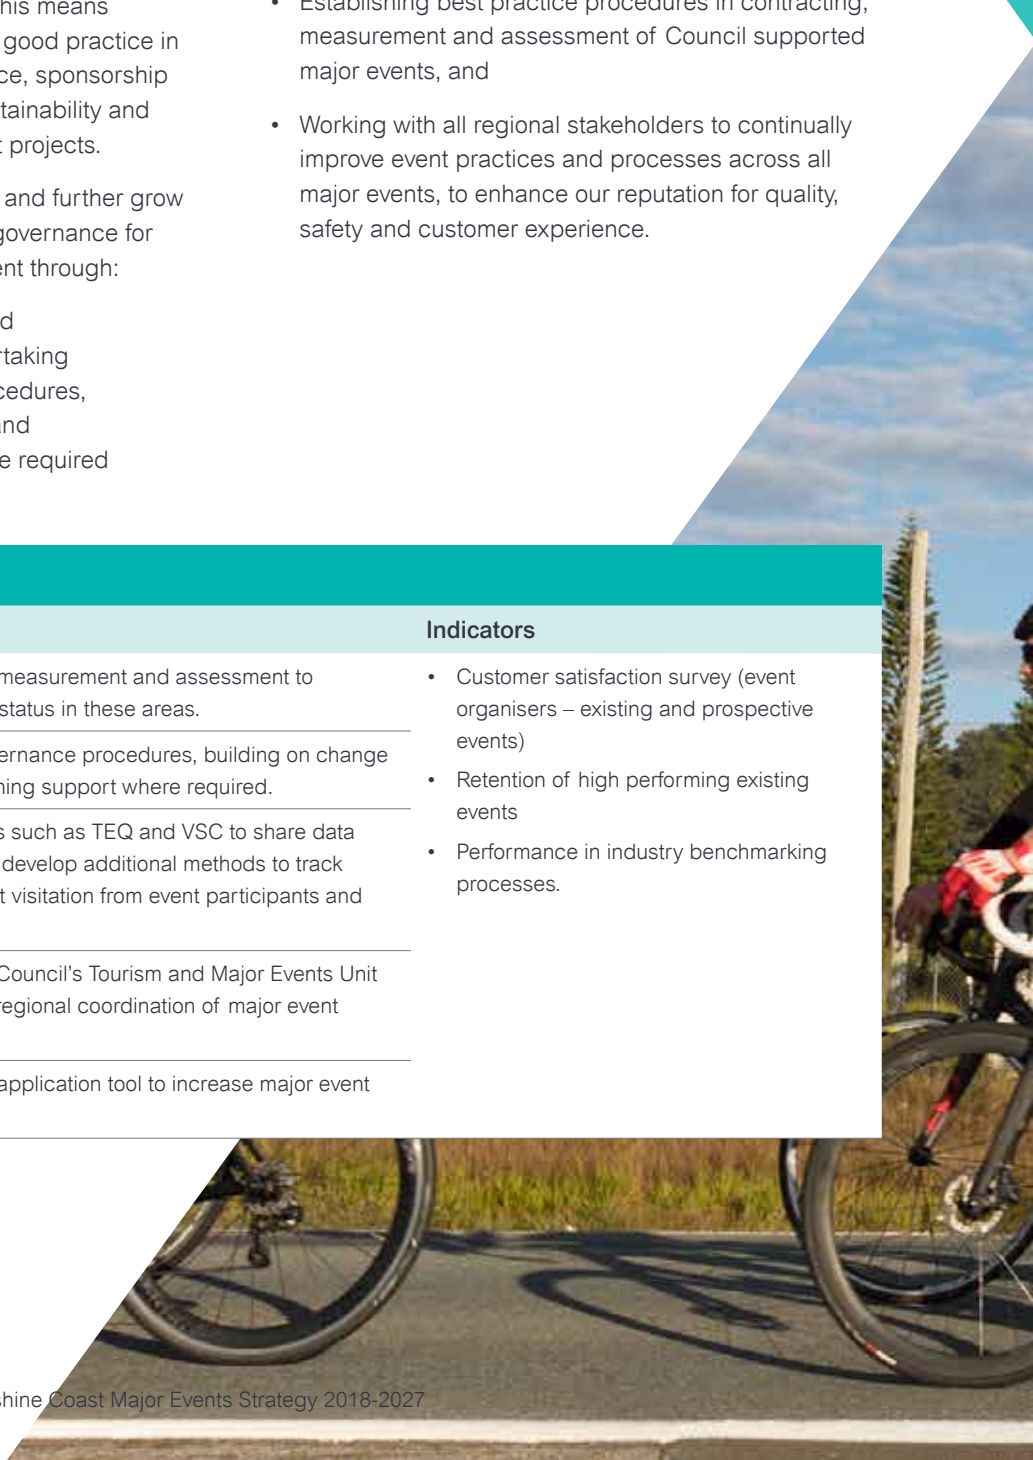 his means
good practice in
ce, sponsorship
tainability and
t projects.
and further grow
governance for
ent through:
d
rtaking
cedures,
and
e required
• Establishing best practice procedures in contracting,
measurement and assessment of Council supported
major events, and
• Working with all regional stakeholders to continually
improve event practices and processes across all
major events, to enhance our reputation for quality,
safety and customer experience.
measurement and assessment to
status in these areas.
ernance procedures, building on change
ning support where required.
s such as TEQ and VSC to share data
develop additional methods to track
t visitation from event participants and
Council's Tourism and Major Events Unit
regional coordination of major event
application tool to increase major event
Indicators
• Customer satisfaction survey (event
organisers – existing and prospective
events)
• Retention of high performing existing
events
• Performance in industry benchmarking
processes.
shine Coast Major Events Strategy 2018-2027